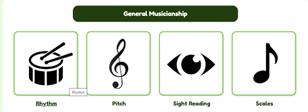 General Musicianship
Rhythm
Rhythm
Pitch
Sight Reading
Scales